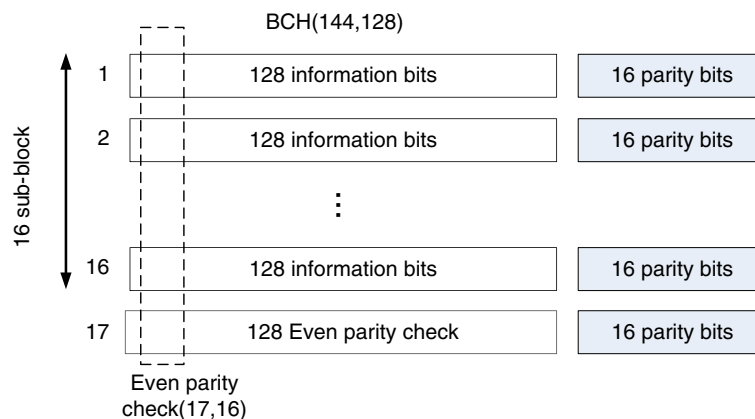 BCH(144,128)
1 128 information bits 16 parity bits
2 128 information bits 16 parity bits
16 sub-block
16 128 information bits 16 parity bits
17 128 Even parity check 16 parity bits
Even parity
check(17,16)